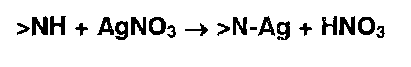 >NH + AgNO₃ → >N-Ag + HNO₃